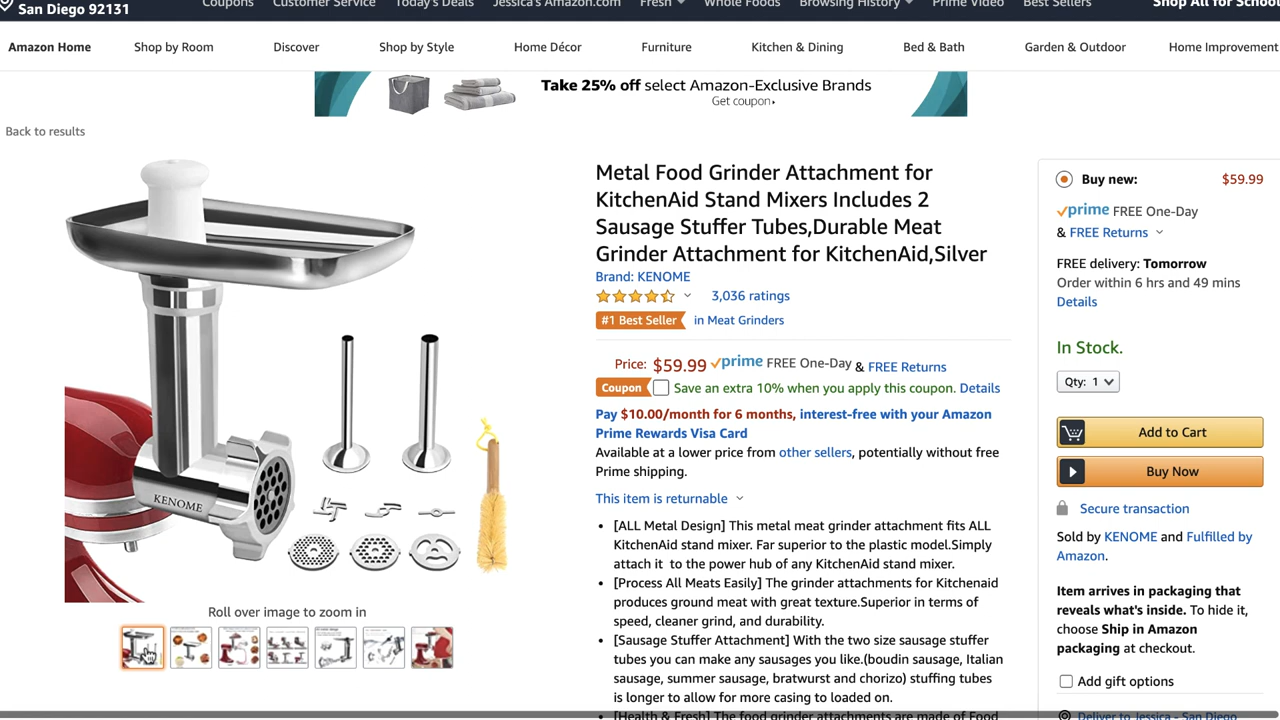 San Diego 92131
Coupons Customer Service Today's Deals Jessica's Amazon.com Fresh Whole Foods Browsing History Prime Video Best Sellers Shop All for School
Amazon Home Shop by Room Discover Shop by Style Home Décor Furniture Kitchen & Dining Bed & Bath Garden & Outdoor Home Improvement
Take 25% off select Amazon-Exclusive Brands
Get coupon
Back to results
Metal Food Grinder Attachment for
KitchenAid Stand Mixers Includes 2
Sausage Stuffer Tubes,Durable Meat
Grinder Attachment for KitchenAid,Silver
Brand: KENOME
3,036 ratings
#1 Best Seller in Meat Grinders
Price: $59.99 prime FREE One-Day & FREE Returns
Coupon Save an extra 10% when you apply this coupon. Details
Pay $10.00/month for 6 months, interest-free with your Amazon
Prime Rewards Visa Card
Available at a lower price from other sellers, potentially without free
Prime shipping.
This item is returnable
• [ALL Metal Design] This metal meat grinder attachment fits ALL
KitchenAid stand mixer. Far superior to the plastic model.Simply
attach it to the power hub of any KitchenAid stand mixer.
• [Process All Meats Easily] The grinder attachments for Kitchenaid
produces ground meat with great texture.Superior in terms of
speed, cleaner grind, and durability.
• [Sausage Stuffer Attachment] With the two size sausage stuffer
tubes you can make any sausages you like.(boudin sausage, Italian
sausage, summer sausage, bratwurst and chorizo) stuffing tubes
is longer to allow for more casing to loaded on.
• [Health & Fresh] The food grinder attachments are made of Food
KENOME
Roll over image to zoom in
Buy new: $59.99
prime FREE One-Day
& FREE Returns
FREE delivery: Tomorrow
Order within 6 hrs and 49 mins
Details
In Stock.
Qty: 1
Add to Cart
Buy Now
Secure transaction
Sold by KENOME and Fulfilled by
Amazon.
Item arrives in packaging that
reveals what's inside. To hide it,
choose Ship in Amazon
packaging at checkout.
Add gift options
Deliver to Jessica - San Diego